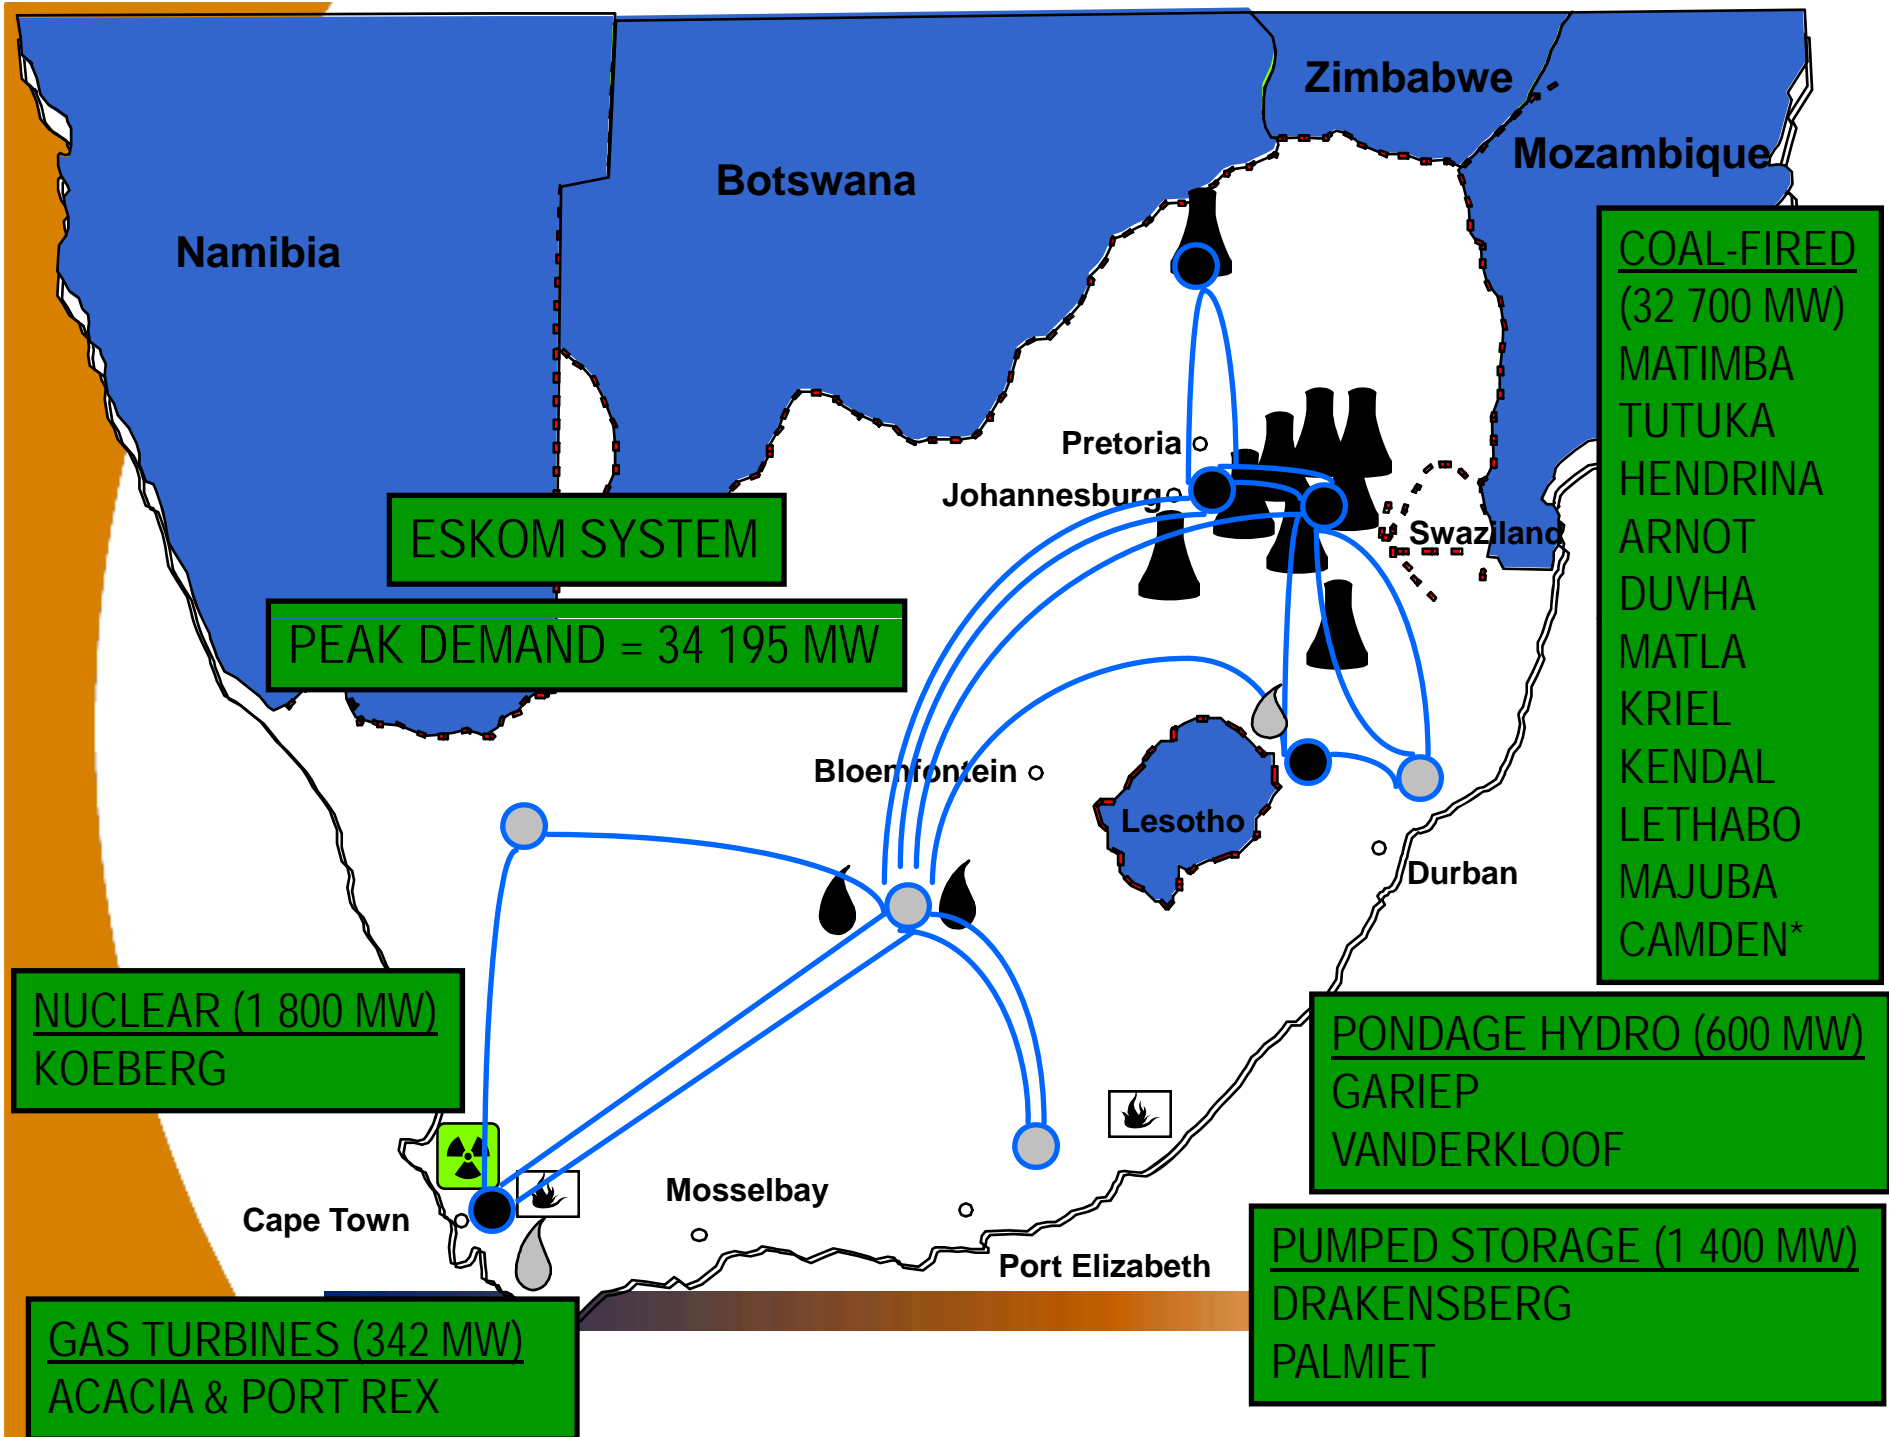 Zimbabwe
Mozambique
Botswana
Namibia
COAL-FIRED
(32 700 MW)
MATIMBA
TUTUKA
HENDRINA
ARNOT
DUVHA
MATLA
KRIEL
KENDAL
LETHABO
MAJUBA
CAMDEN*
Pretoria
Johannesburg
Swaziland
ESKOM SYSTEM
PEAK DEMAND = 34 195 MW
Bloemfontein
Lesotho
Durban
NUCLEAR (1 800 MW)
KOEBERG
PONDAGE HYDRO (600 MW)
GARIEP
VANDERKLOOF
Mosselbay
Cape Town
Port Elizabeth
PUMPED STORAGE (1 400 MW)
DRAKENSBERG
PALMIET
GAS TURBINES (342 MW)
ACACIA & PORT REX